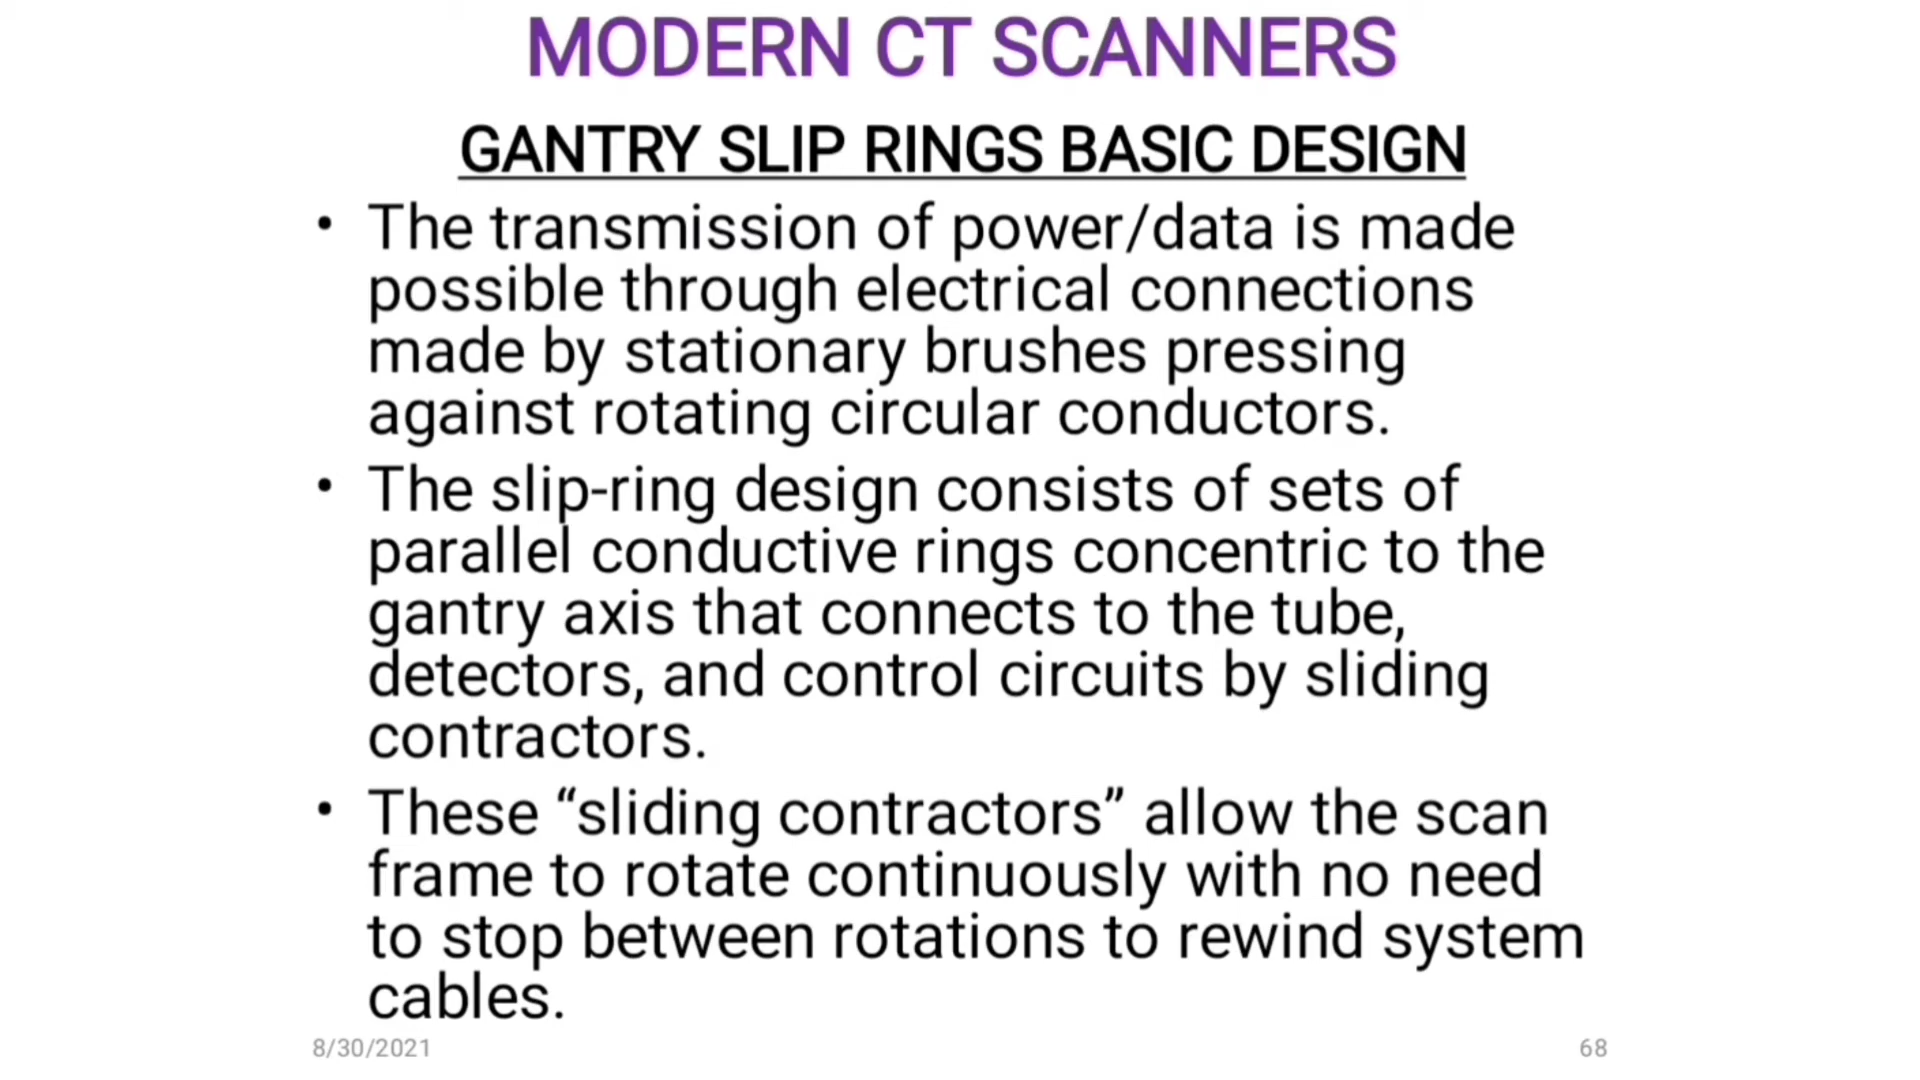 MODERN CT SCANNERS
GANTRY SLIP RINGS BASIC DESIGN
• The transmission of power/data is made
possible through electrical connections
made by stationary brushes pressing
against rotating circular conductors.
• The slip-ring design consists of sets of
parallel conductive rings concentric to the
gantry axis that connects to the tube,
detectors, and control circuits by sliding
contractors.
• These “sliding contractors” allow the scan
frame to rotate continuously with no need
to stop between rotations to rewind system
cables.
8/30/2021
68